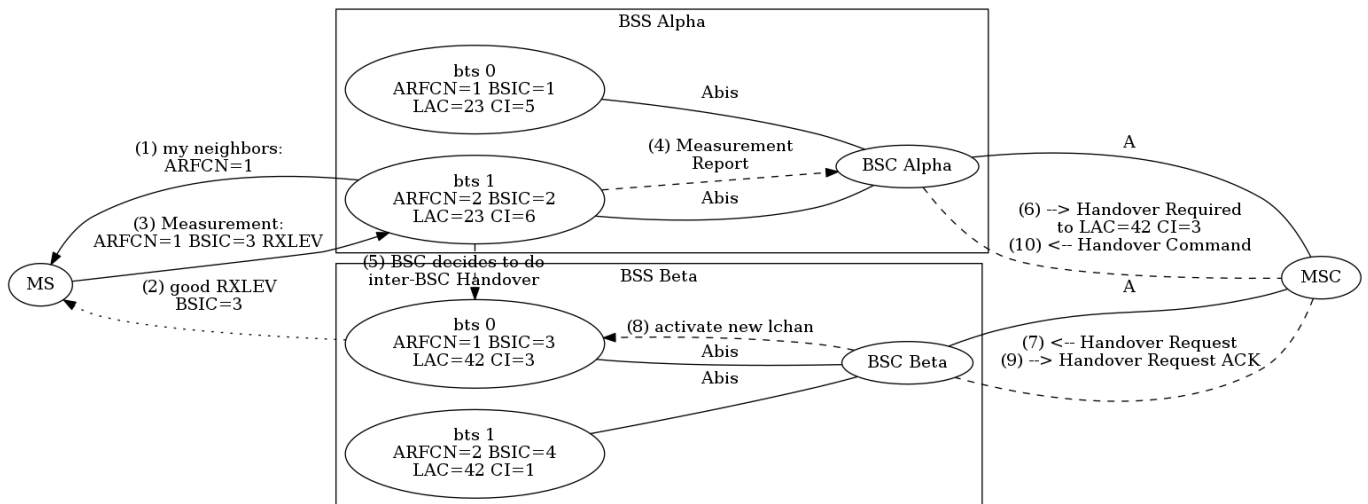 BSS Alpha
bts 0
ARFCN=1 BSIC=1
LAC=23 CI=5
Abis
(1) my neighbors:
ARFCN=1
(4) Measurement
Report
BSC Alpha
A
bts 1
ARFCN=2 BSIC=2
LAC=23 CI=6
Abis
(3) Measurement:
ARFCN=1 BSIC=3 RXLEV
(6) --> Handover Required
to LAC=42 CI=3
(10) <-- Handover Command
(5) BSC decides to do
inter-BSC Handover
MS
MSC
BSS Beta
(2) good RXLEV
BSIC=3
A
bts 0
ARFCN=1 BSIC=3
LAC=42 CI=3
(8) activate new lchan
Abis
BSC Beta
(7) <-- Handover Request
(9) --> Handover Request ACK
Abis
bts 1
ARFCN=2 BSIC=4
LAC=42 CI=1